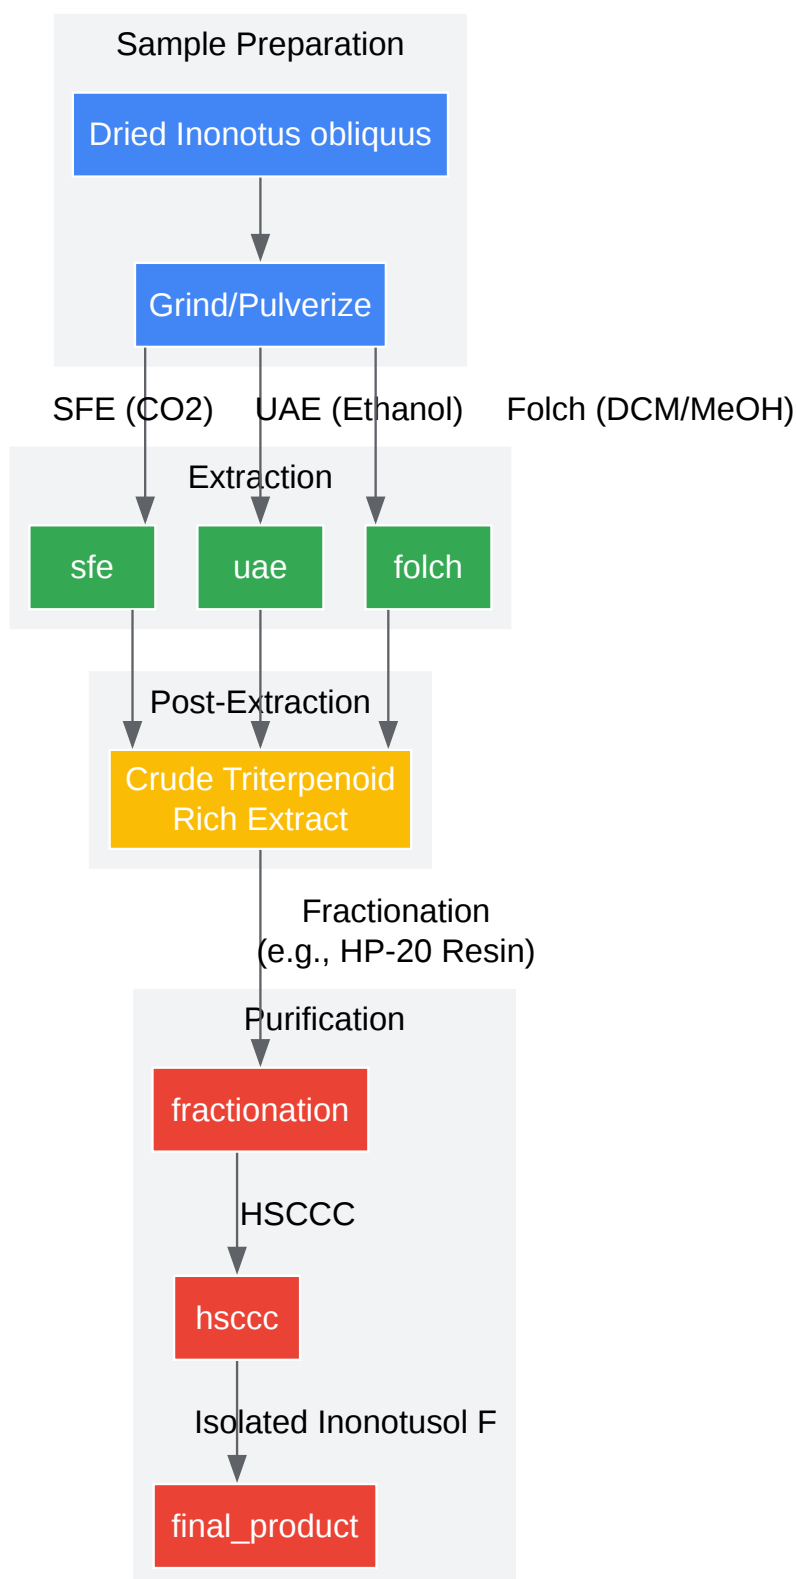 Sample Preparation
Dried Inonotus obliquus
Grind/Pulverize
SFE (CO2)
UAE (Ethanol)
Folch (DCM/MeOH)
Extraction
sfe
uae
folch
Post-Extraction
Crude Triterpenoid
Rich Extract
Fractionation
(e.g., HP-20 Resin)
Purification
fractionation
HSCCC
hsccc
Isolated Inonotusol F
final_product